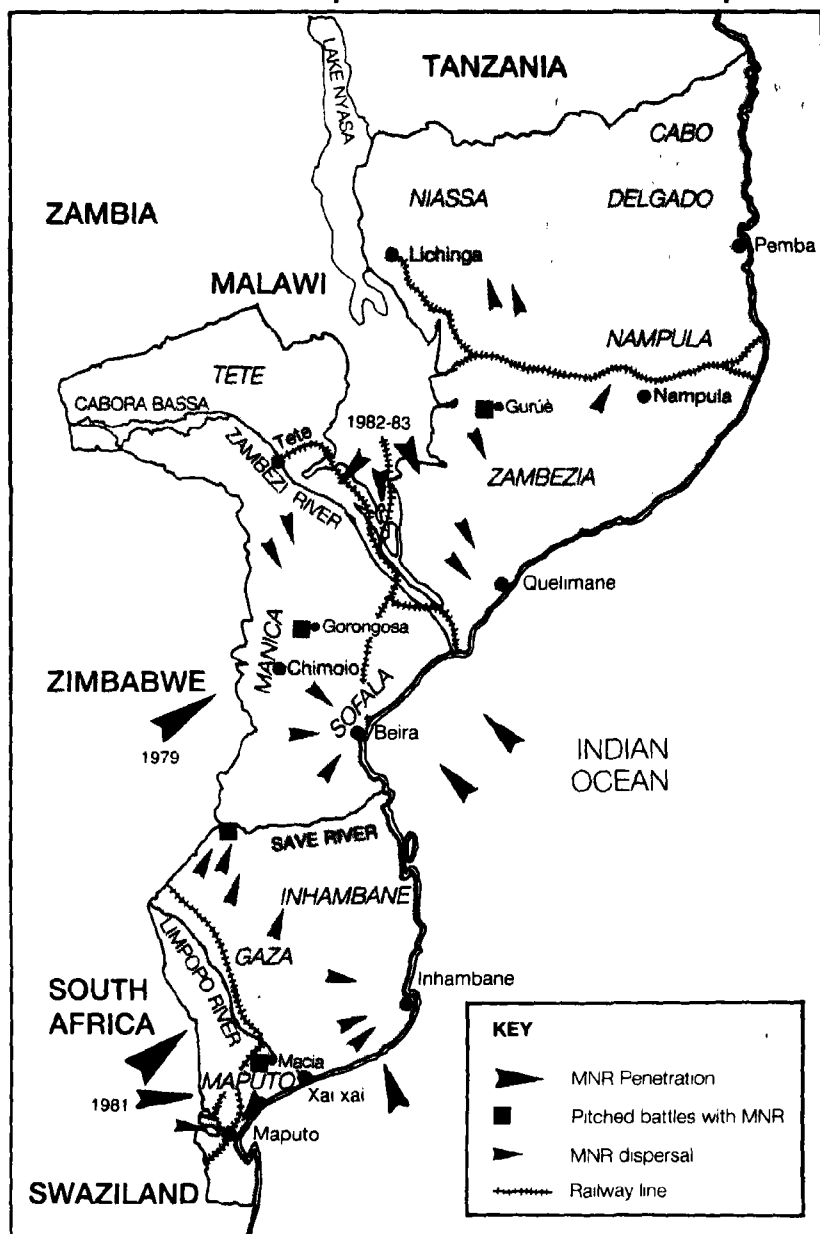 LAKE NYASA
TANZANIA
CABO
DELGADO
NIASSA
ZAMBIA
Lichinga
Pemba
MALAWI
NAMPULA
TETE
Nampula
CABORA BASSA
Gurúè
1982-83
Tete
ZAMBEZI RIVER
ZAMBEZIA
Quelimane
MANICA
Gorongosa
Chimoio
ZIMBABWE
SOFALA
Beira
1979
INDIAN
OCEAN
SAVE RIVER
INHAMBANE
LIMPOPO RIVER
GAZA
Inhambane
SOUTH
AFRICA
Macia
MAPUTO
Xai xai
1981
Maputo
SWAZILAND
KEY
MNR Penetration
Pitched battles with MNR
MNR dispersal
Railway line